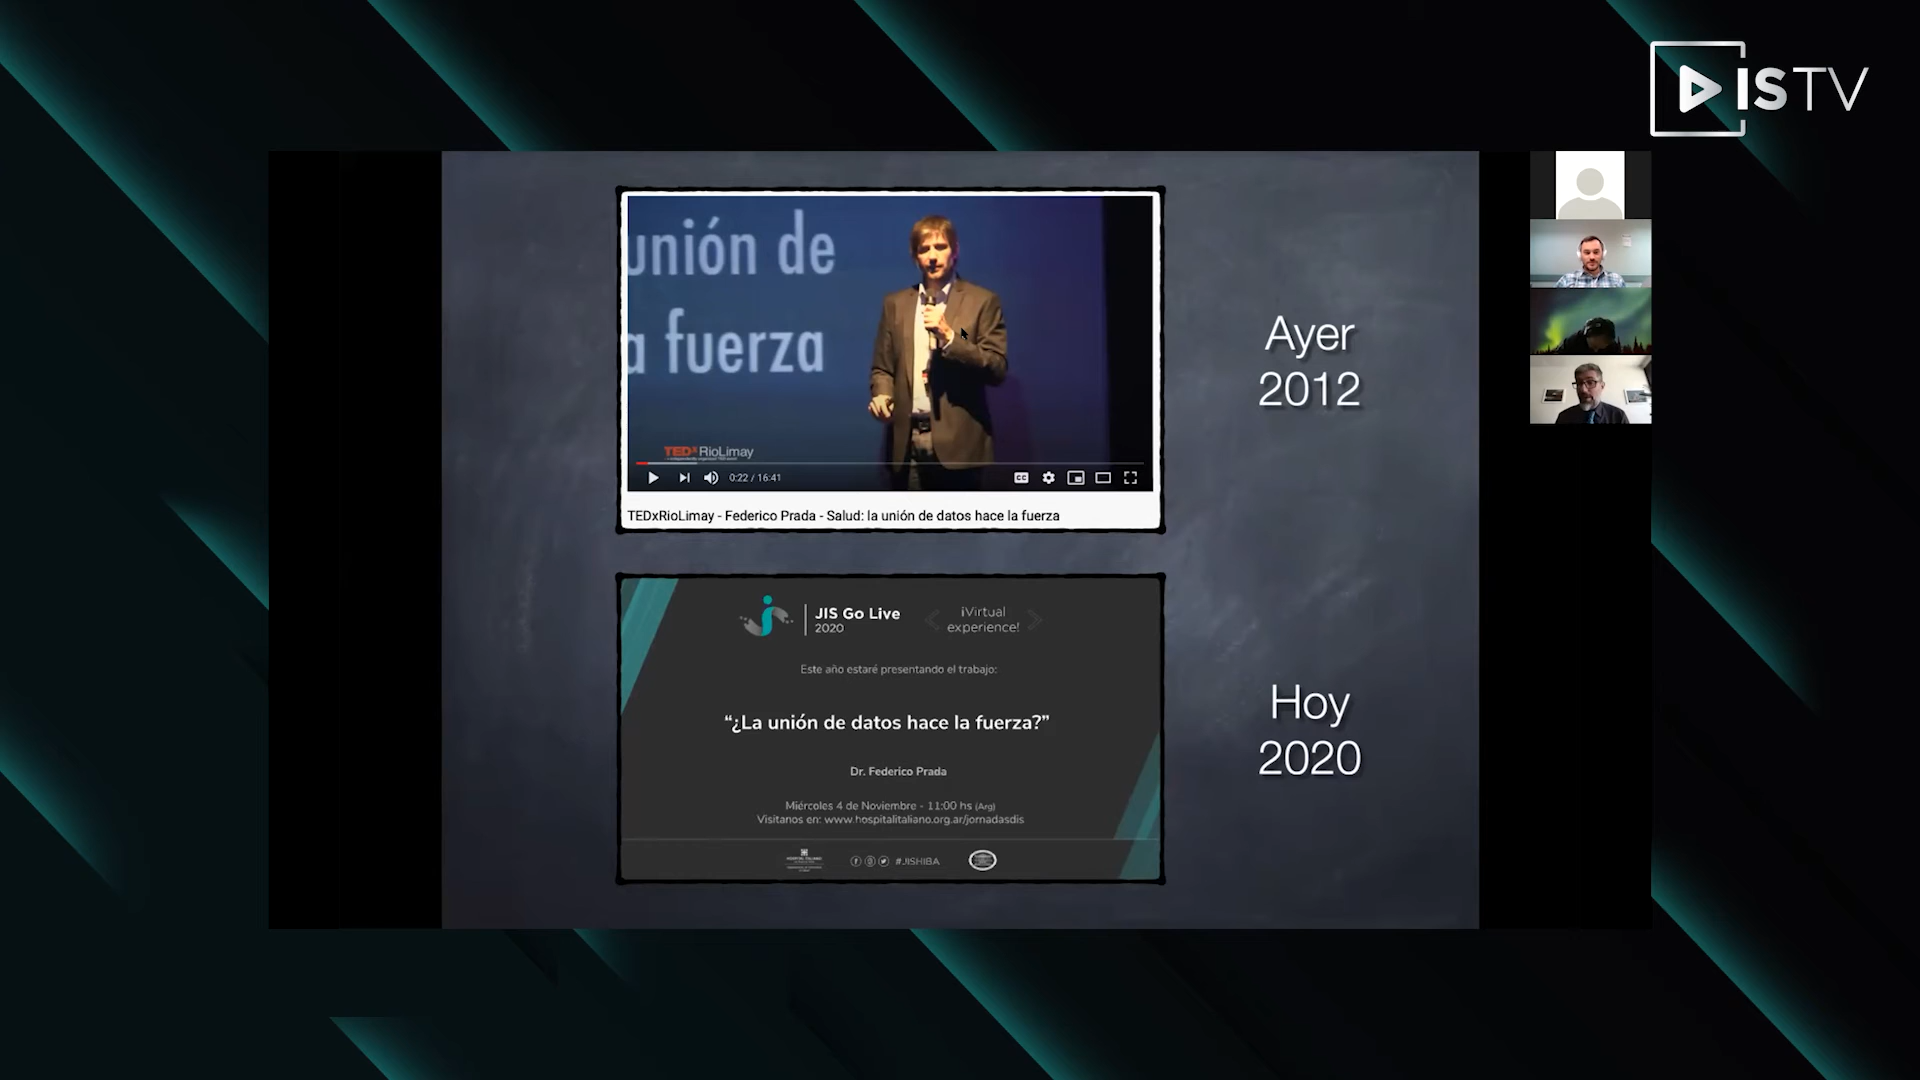 ISTV
unión de
a fuerza
TEDxRioLimay
0:22 / 16:41
CC
TEDxRioLimay - Federico Prada - Salud: la unión de datos hace la fuerza
Ayer
2012
JIS Go Live
2020
¡Virtual
experience!
Este año estaré presentando el trabajo:
“¿La unión de datos hace la fuerza?”
Dr. Federico Prada
Miércoles 4 de Noviembre - 11:00 hs (Arg)
Visitanos en: www.hospitalitaliano.org.ar/jornadasdis
#JISHIBA
Hoy
2020